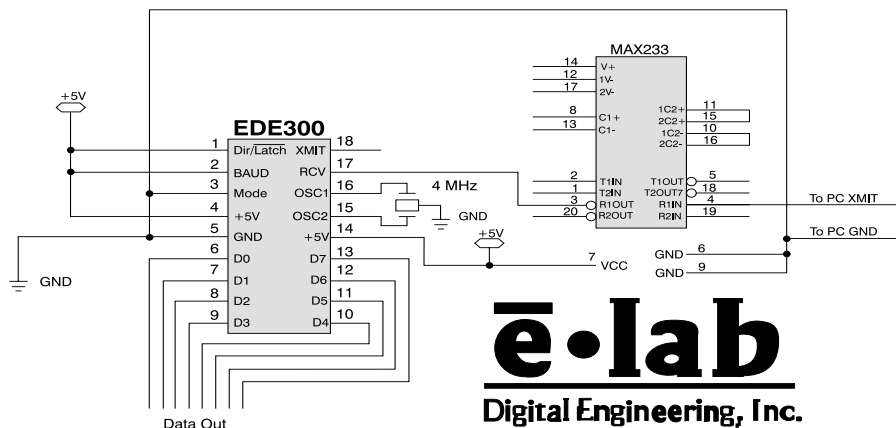 MAX233
14 V+
12 1V-
17 2V-
8 C1+
13 C1-
1C2+ 11
2C2+ 15
1C2- 10
2C2- 16
2 T1IN
1 T2IN
3 R1OUT
20 R2OUT
T1OUT 5
T2OUT7 18
R1IN 4
R2IN 19
To PC XMIT
To PC GND
7 VCC
GND 6
GND 9
+5V
+5V
EDE300
1 Dir/Latch
2 BAUD
3 Mode
4 +5V
5 GND
6 D0
7 D1
8 D2
9 D3
XMIT 18
RCV 17
OSC1 16
OSC2 15
+5V 14
D7 13
D6 12
D5 11
D4 10
4 MHz
GND
GND
Data Out
ē•lab
Digital Engineering, Inc.